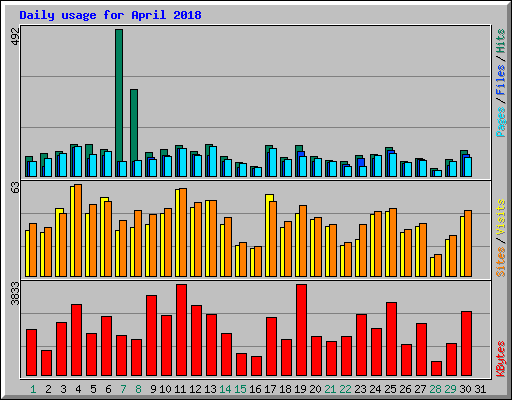 Daily usage for April 2018
492
Pages / Files / Hits
63
Sites / Visits
3833
KBytes
1 2 3 4 5 6 7 8 9 10 11 12 13 14 15 16 17 18 19 20 21 22 23 24 25 26 27 28 29 30 31